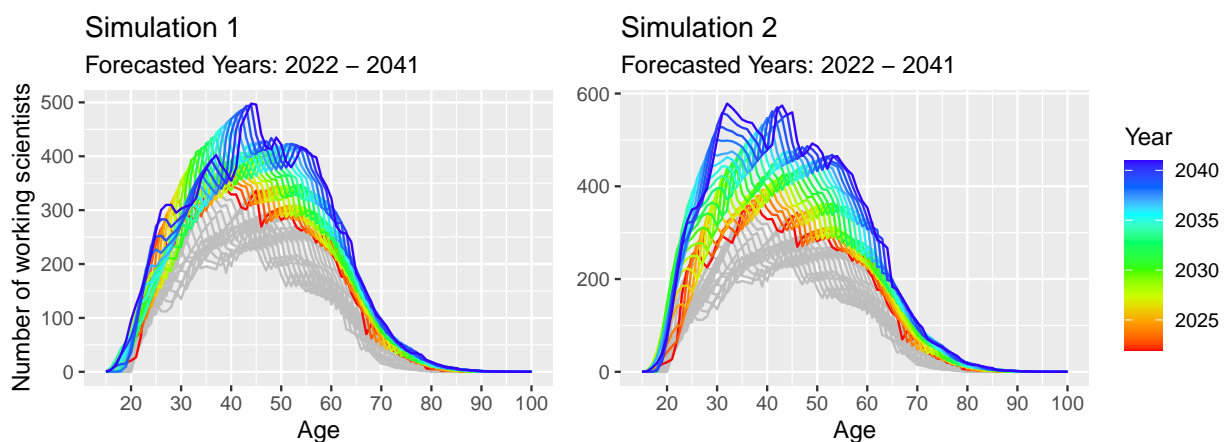 Simulation 1
Forecasted Years: 2022 – 2041
Number of working scientists
500
400
300
200
100
0
20 30 40 50 60 70 80 90 100
Age
Simulation 2
Forecasted Years: 2022 – 2041
600
400
200
0
20 30 40 50 60 70 80 90 100
Age
Year
2040
2035
2030
2025